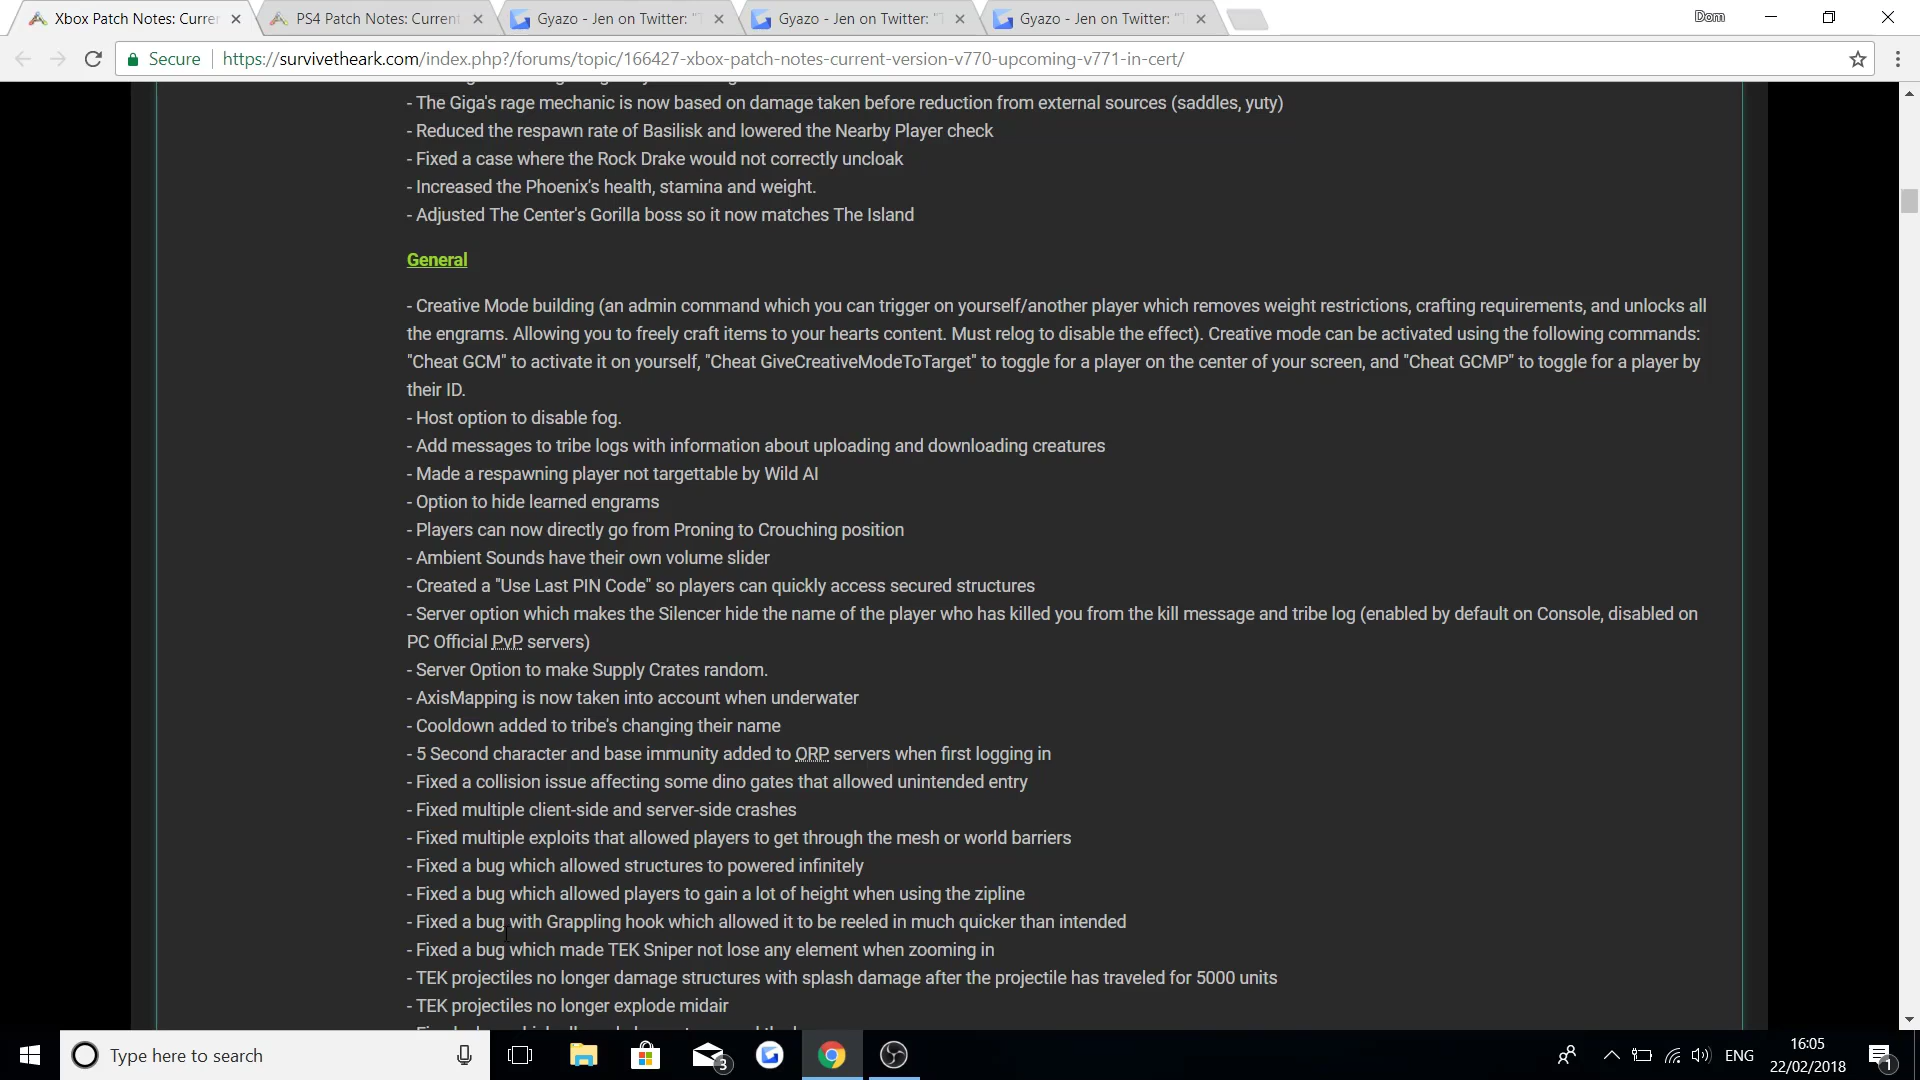 Xbox Patch Notes: Curre
PS4 Patch Notes: Current
Gyazo - Jen on Twitter: "T
Gyazo - Jen on Twitter: "T
Gyazo - Jen on Twitter: "T
Dom
Secure
https://survivetheark.com/index.php?/forums/topic/166427-xbox-patch-notes-current-version-v770-upcoming-v771-in-cert/
- The Giga's rage mechanic is now based on damage taken before reduction from external sources (saddles, yuty)
- Reduced the respawn rate of Basilisk and lowered the Nearby Player check
- Fixed a case where the Rock Drake would not correctly uncloak
- Increased the Phoenix's health, stamina and weight.
- Adjusted The Center's Gorilla boss so it now matches The Island
General
- Creative Mode building (an admin command which you can trigger on yourself/another player which removes weight restrictions, crafting requirements, and unlocks all
the engrams. Allowing you to freely craft items to your hearts content. Must relog to disable the effect). Creative mode can be activated using the following commands:
"Cheat GCM" to activate it on yourself, "Cheat GiveCreativeModeToTarget" to toggle for a player on the center of your screen, and "Cheat GCMP" to toggle for a player by
their ID.
- Host option to disable fog.
- Add messages to tribe logs with information about uploading and downloading creatures
- Made a respawning player not targettable by Wild AI
- Option to hide learned engrams
- Players can now directly go from Proning to Crouching position
- Ambient Sounds have their own volume slider
- Created a "Use Last PIN Code" so players can quickly access secured structures
- Server option which makes the Silencer hide the name of the player who has killed you from the kill message and tribe log (enabled by default on Console, disabled on
PC Official PvP servers)
- Server Option to make Supply Crates random.
- AxisMapping is now taken into account when underwater
- Cooldown added to tribe's changing their name
- 5 Second character and base immunity added to ORP servers when first logging in
- Fixed a collision issue affecting some dino gates that allowed unintended entry
- Fixed multiple client-side and server-side crashes
- Fixed multiple exploits that allowed players to get through the mesh or world barriers
- Fixed a bug which allowed structures to powered infinitely
- Fixed a bug which allowed players to gain a lot of height when using the zipline
- Fixed a bug with Grappling hook which allowed it to be reeled in much quicker than intended
- Fixed a bug which made TEK Sniper not lose any element when zooming in
- TEK projectiles no longer damage structures with splash damage after the projectile has traveled for 5000 units
- TEK projectiles no longer explode midair
Type here to search
3
ENG
16:05
22/02/2018
1